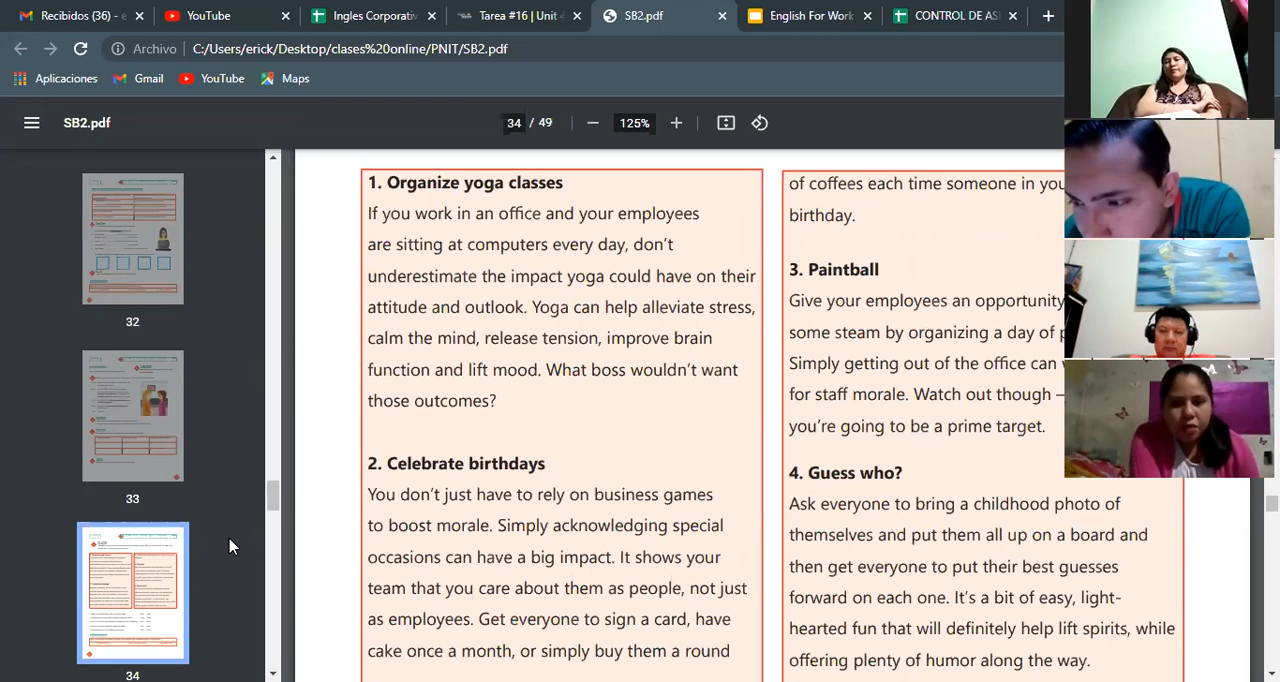 Recibidos (36) - e
YouTube
Ingles Corporativ
Tarea #16 | Unit
SB2.pdf
English For Work
CONTROL DE AS
Archivo
C:/Users/erick/Desktop/clases%20online/PNIT/SB2.pdf
Aplicaciones
Gmail
YouTube
Maps
SB2.pdf
34 / 49
125%
32
33
34
1. Organize yoga classes
If you work in an office and your employees
are sitting at computers every day, don't
underestimate the impact yoga could have on their
attitude and outlook. Yoga can help alleviate stress,
calm the mind, release tension, improve brain
function and lift mood. What boss wouldn't want
those outcomes?
2. Celebrate birthdays
You don't just have to rely on business games
to boost morale. Simply acknowledging special
occasions can have a big impact. It shows your
team that you care about them as people, not just
as employees. Get everyone to sign a card, have
cake once a month, or simply buy them a round
of coffees each time someone in you
birthday.
3. Paintball
Give your employees an opportunity
some steam by organizing a day of p
Simply getting out of the office can
for staff morale. Watch out though –
you're going to be a prime target.
4. Guess who?
Ask everyone to bring a childhood photo of
themselves and put them all up on a board and
then get everyone to put their best guesses
forward on each one. It's a bit of easy, light-
hearted fun that will definitely help lift spirits, while
offering plenty of humor along the way.